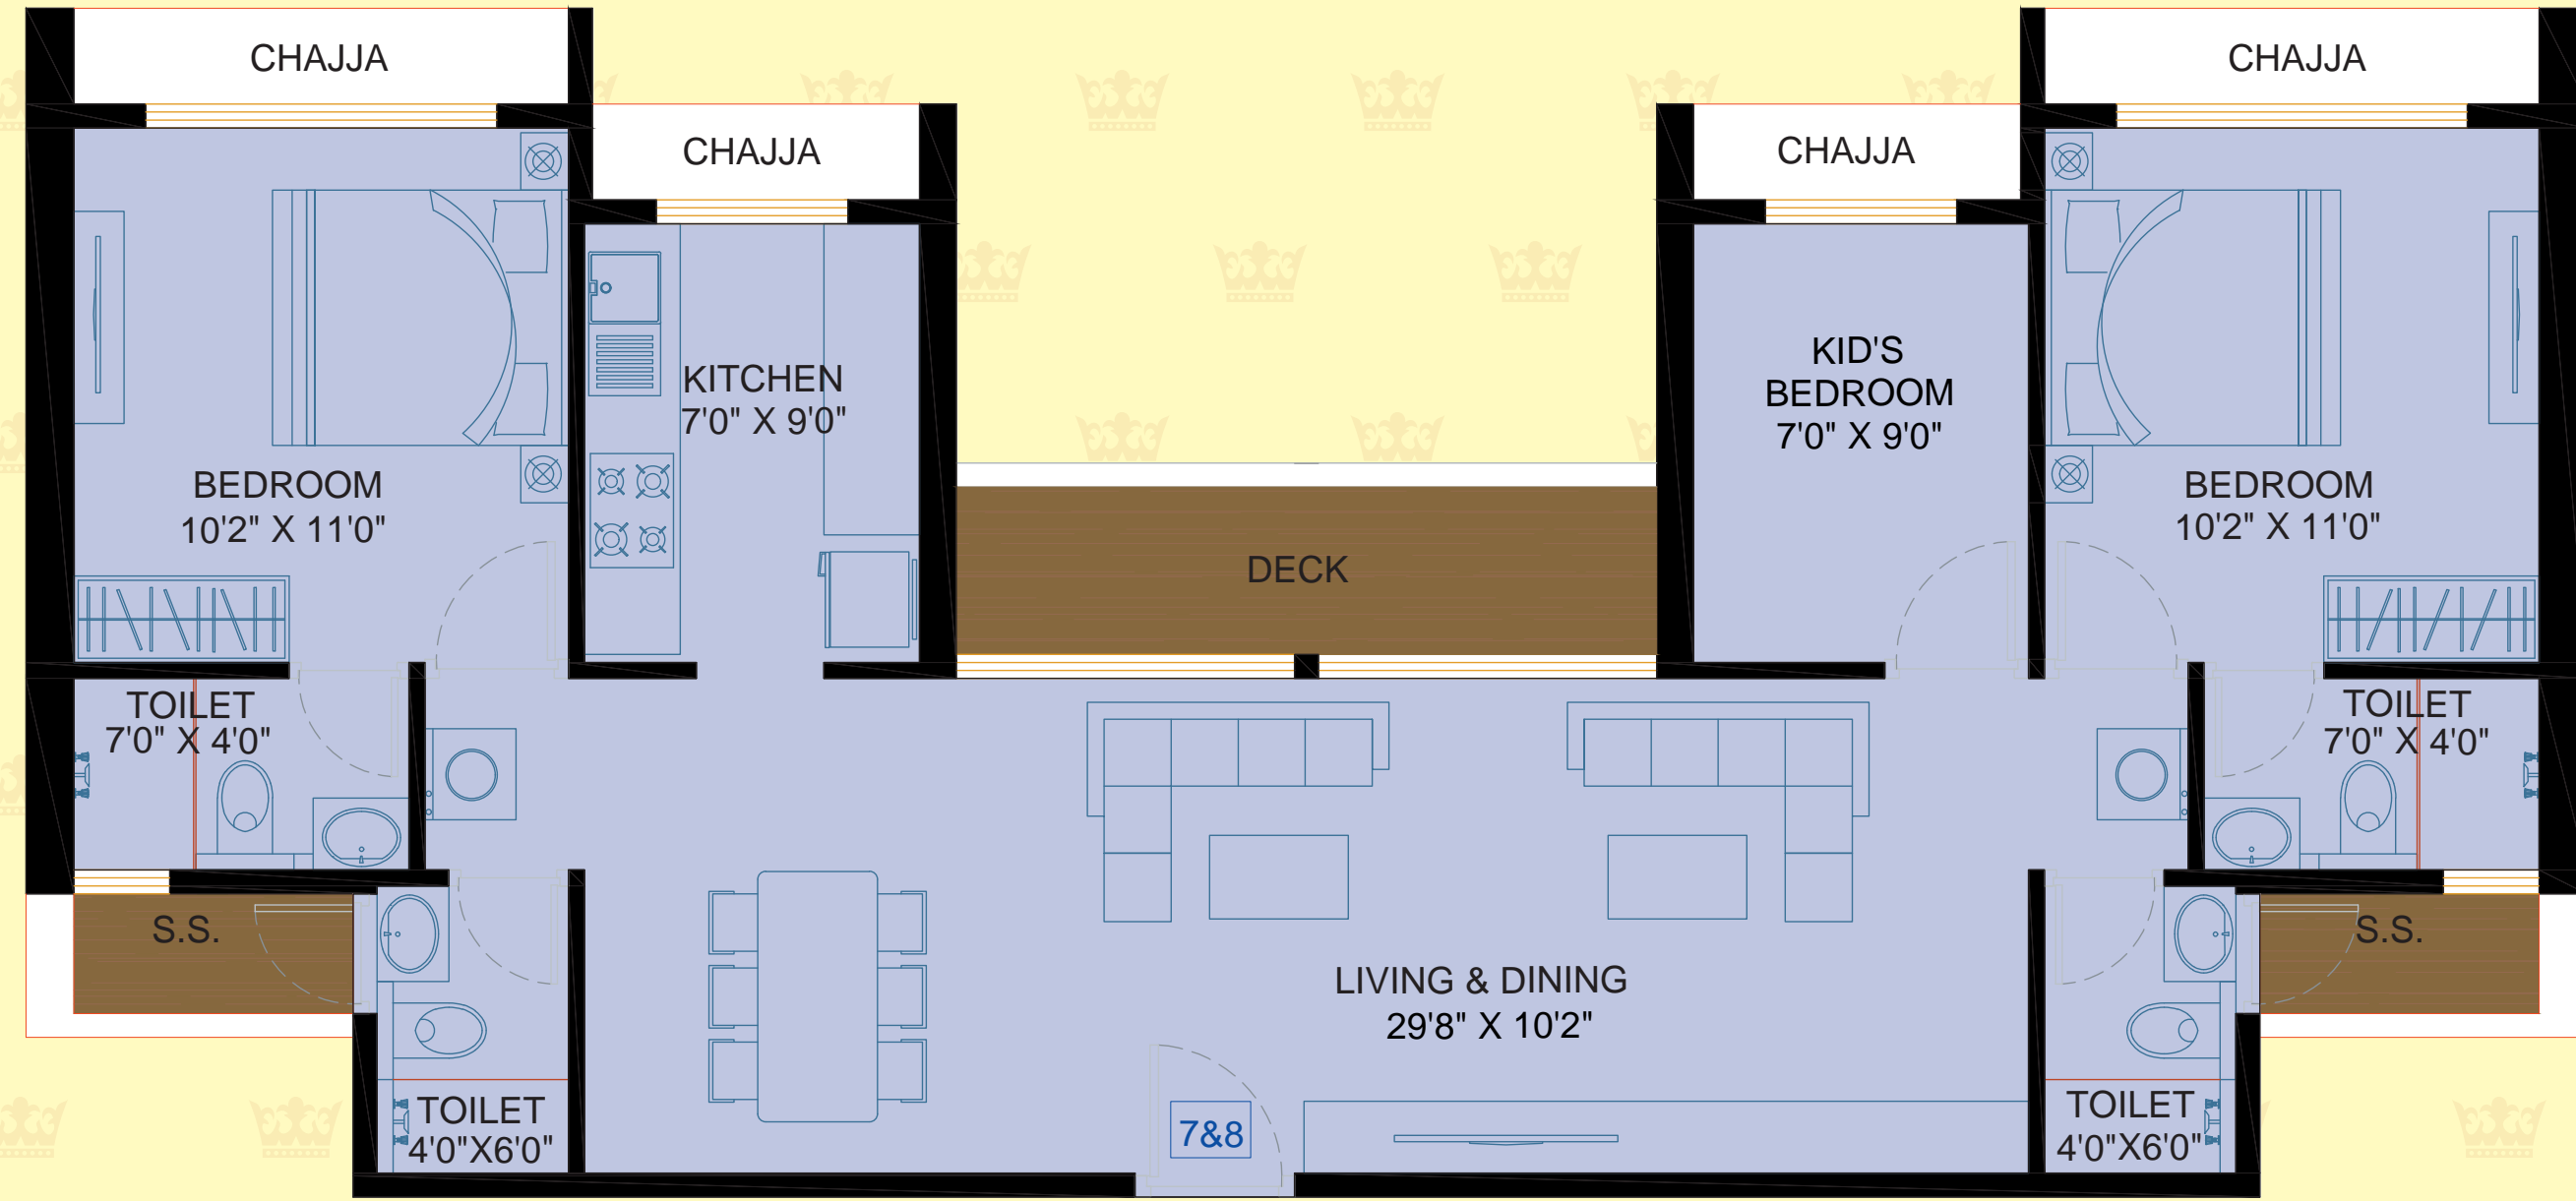 CHAJJA
CHAJJA
CHAJJA
CHAJJA
KITCHEN
7'0" X 9'0"
KID'S
BEDROOM
7'0" X 9'0"
BEDROOM
10'2" X 11'0"
BEDROOM
10'2" X 11'0"
DECK
TOILET
7'0" X 4'0"
TOILET
7'0" X 4'0"
S.S.
S.S.
LIVING & DINING
29'8" X 10'2"
TOILET
4'0"X6'0"
7&8
TOILET
4'0"X6'0"